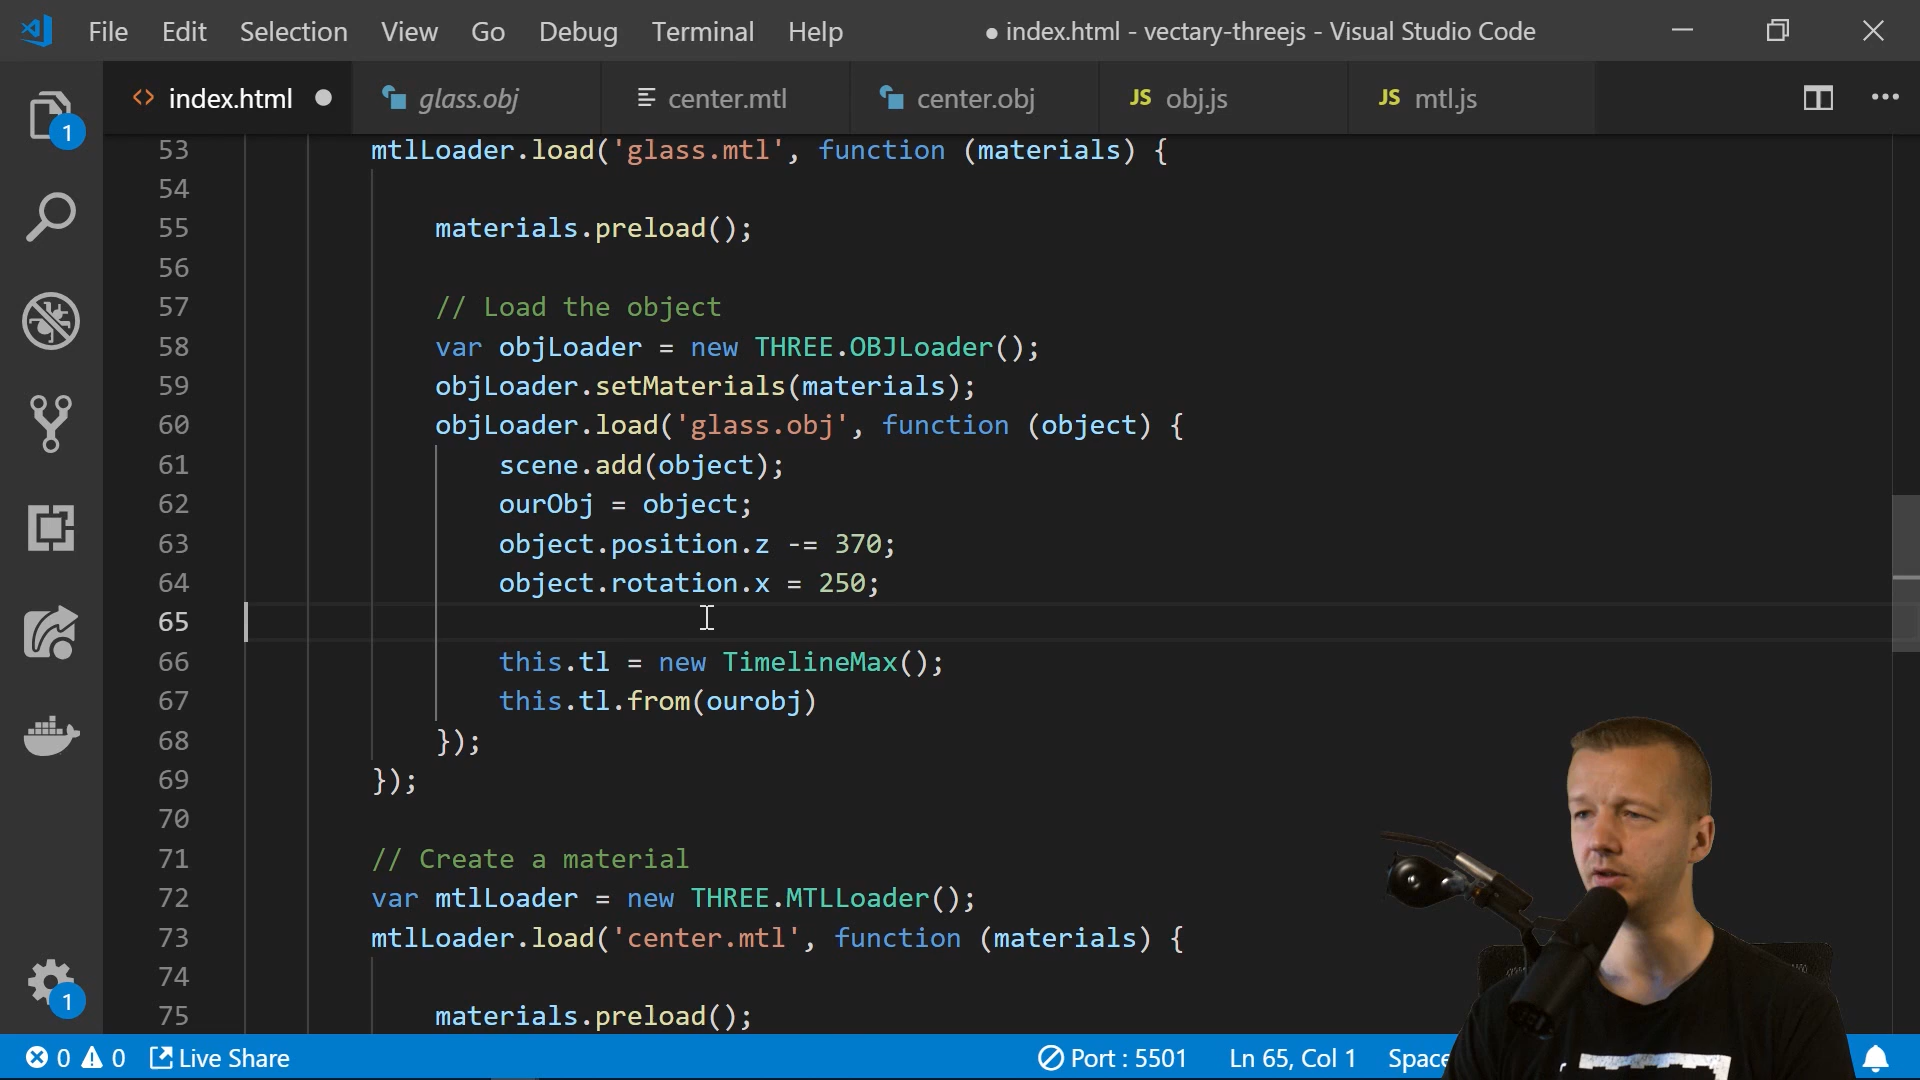 File Edit Selection View Go Debug Terminal Help ● index.html - vectary-threejs - Visual Studio Code
<> index.html ● glass.obj center.mtl center.obj JS obj.js JS mtl.js
1
53 mtlLoader.load('glass.mtl', function (materials) {
54
55 materials.preload();
56
57 // Load the object
58 var objLoader = new THREE.OBJLoader();
59 objLoader.setMaterials(materials);
60 objLoader.load('glass.obj', function (object) {
61 scene.add(object);
62 ourObj = object;
63 object.position.z -= 370;
64 object.rotation.x = 250;
65
66 this.tl = new TimelineMax();
67 this.tl.from(ourobj)
68 });
69 });
70
71 // Create a material
72 var mtlLoader = new THREE.MTLLoader();
73 mtlLoader.load('center.mtl', function (materials) {
74
75 materials.preload();
1
0 0 Live Share Port : 5501 Ln 65, Col 1